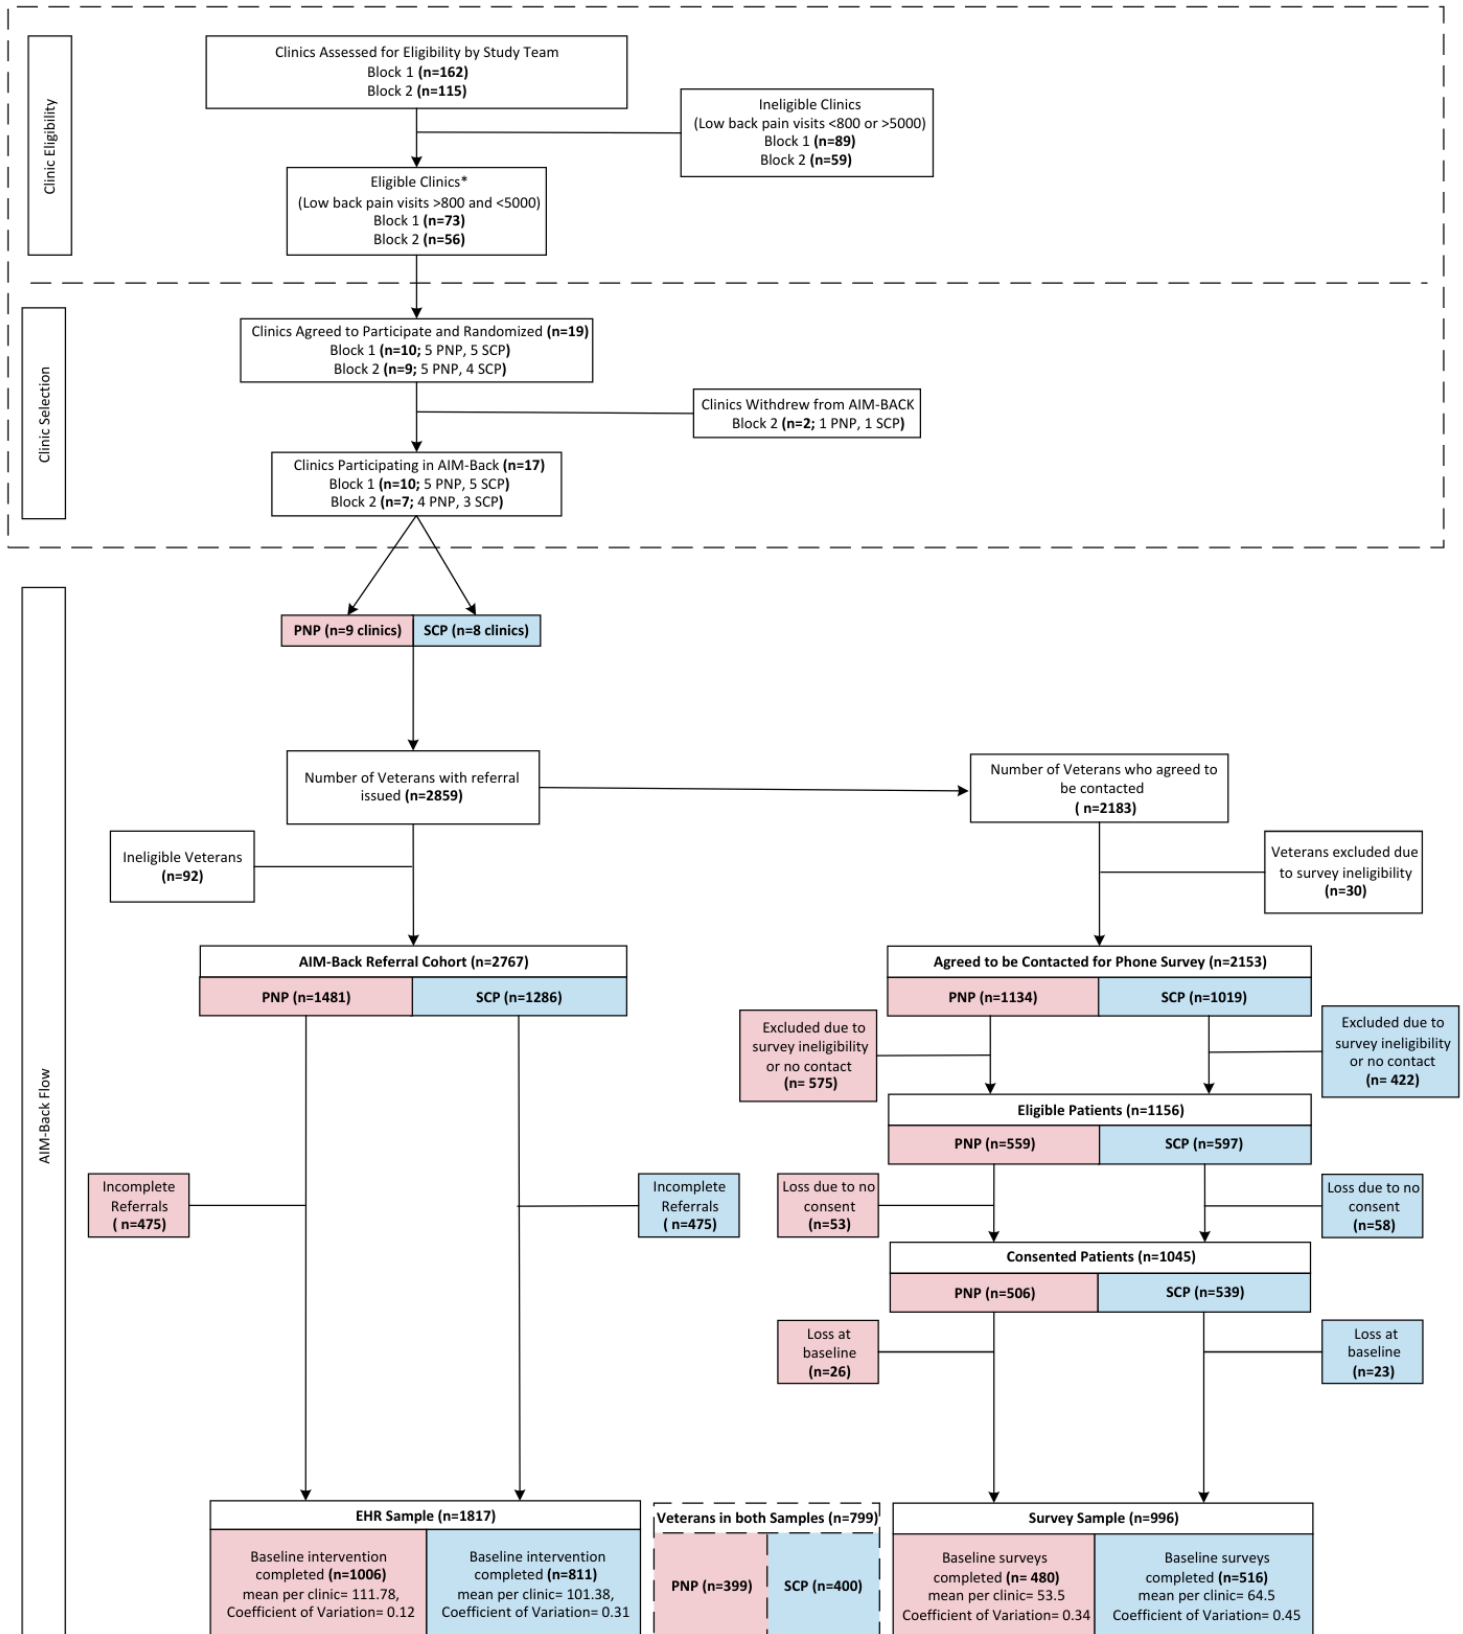 Clinic Eligibility
Clinics Assessed for Eligibility by Study Team
Block 1 (n=162)
Block 2 (n=115)
Ineligible Clinics
(Low back pain visits <800 or >5000)
Block 1 (n=89)
Block 2 (n=59)
Eligible Clinics*
(Low back pain visits >800 and <5000)
Block 1 (n=73)
Block 2 (n=56)
Clinic Selection
Clinics Agreed to Participate and Randomized (n=19)
Block 1 (n=10; 5 PNP, 5 SCP)
Block 2 (n=9; 5 PNP, 4 SCP)
Clinics Withdrew from AIM-BACK
Block 2 (n=2; 1 PNP, 1 SCP)
Clinics Participating in AIM-Back (n=17)
Block 1 (n=10; 5 PNP, 5 SCP)
Block 2 (n=7; 4 PNP, 3 SCP)
AIM-Back Flow
PNP (n=9 clinics)
SCP (n=8 clinics)
Number of Veterans with referral
issued (n=2859)
Number of Veterans who agreed to
be contacted
( n=2183)
Ineligible Veterans
(n=92)
Veterans excluded due
to survey ineligibility
(n=30)
AIM-Back Referral Cohort (n=2767)
PNP (n=1481)
SCP (n=1286)
Agreed to be Contacted for Phone Survey (n=2153)
PNP (n=1134)
SCP (n=1019)
Excluded due to
survey ineligibility
or no contact
(n= 575)
Excluded due to
survey ineligibility
or no contact
(n= 422)
Eligible Patients (n=1156)
PNP (n=559)
SCP (n=597)
Incomplete
Referrals
( n=475)
Incomplete
Referrals
( n=475)
Loss due to no
consent
(n=53)
Loss due to no
consent
(n=58)
Consented Patients (n=1045)
PNP (n=506)
SCP (n=539)
Loss at
baseline
(n=26)
Loss at
baseline
(n=23)
EHR Sample (n=1817)
Baseline intervention
completed (n=1006)
mean per clinic= 111.78,
Coefficient of Variation= 0.12
Baseline intervention
completed (n=811)
mean per clinic= 101.38,
Coefficient of Variation= 0.31
Veterans in both Samples (n=799)
PNP (n=399)
SCP (n=400)
Survey Sample (n=996)
Baseline surveys
completed (n= 480)
mean per clinic= 53.5
Coefficient of Variation= 0.34
Baseline surveys
completed (n=516)
mean per clinic= 64.5
Coefficient of Variation= 0.45